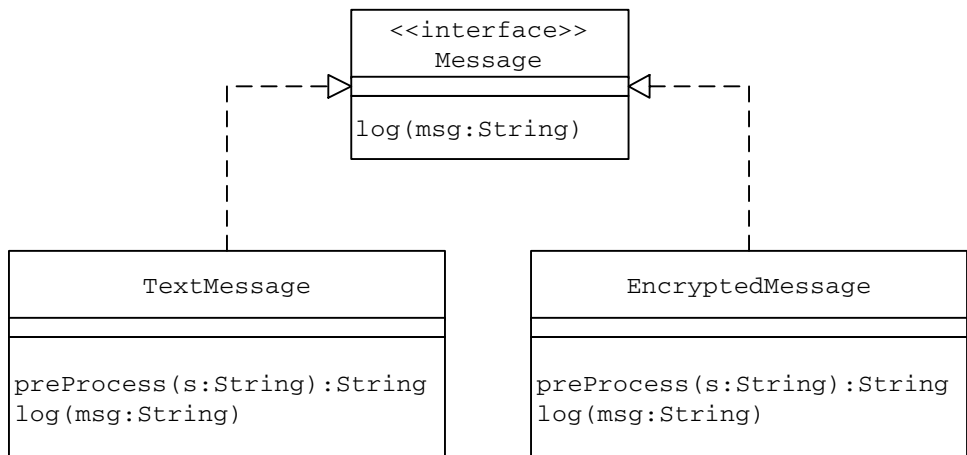 <<interface>>
Message
log(msg:String)
TextMessage
preProcess(s:String):String
log(msg:String)
EncryptedMessage
preProcess(s:String):String
log(msg:String)